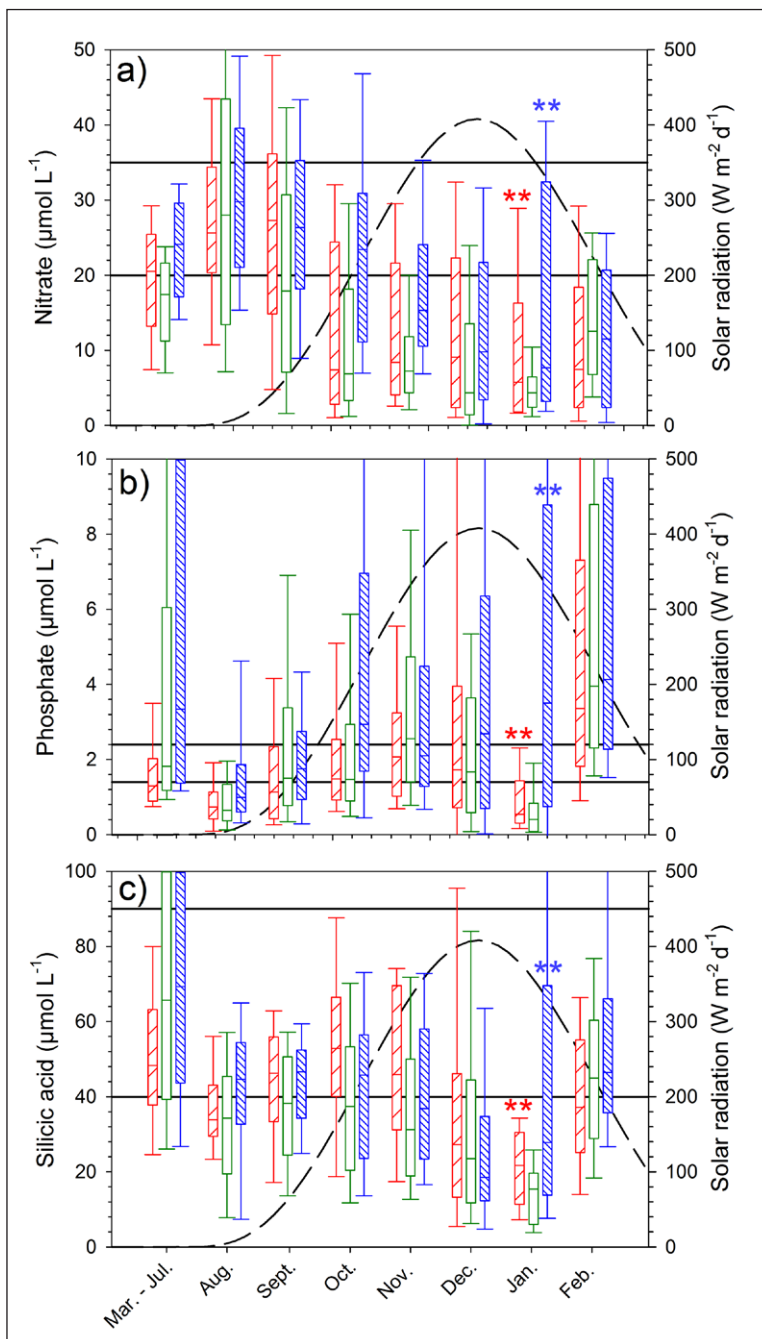 a)
Nitrate (µmol L⁻¹)
50
40
30
20
10
0
500
400
300
200
100
0
Solar radiation (W m⁻² d⁻¹)
**
**
b)
Phosphate (µmol L⁻¹)
10
8
6
4
2
0
500
400
300
200
100
0
Solar radiation (W m⁻² d⁻¹)
**
**
c)
Silicic acid (µmol L⁻¹)
100
80
60
40
20
0
500
400
300
200
100
0
Solar radiation (W m⁻² d⁻¹)
**
**
Mar. - Jul.
Aug.
Sept.
Oct.
Nov.
Dec.
Jan.
Feb.